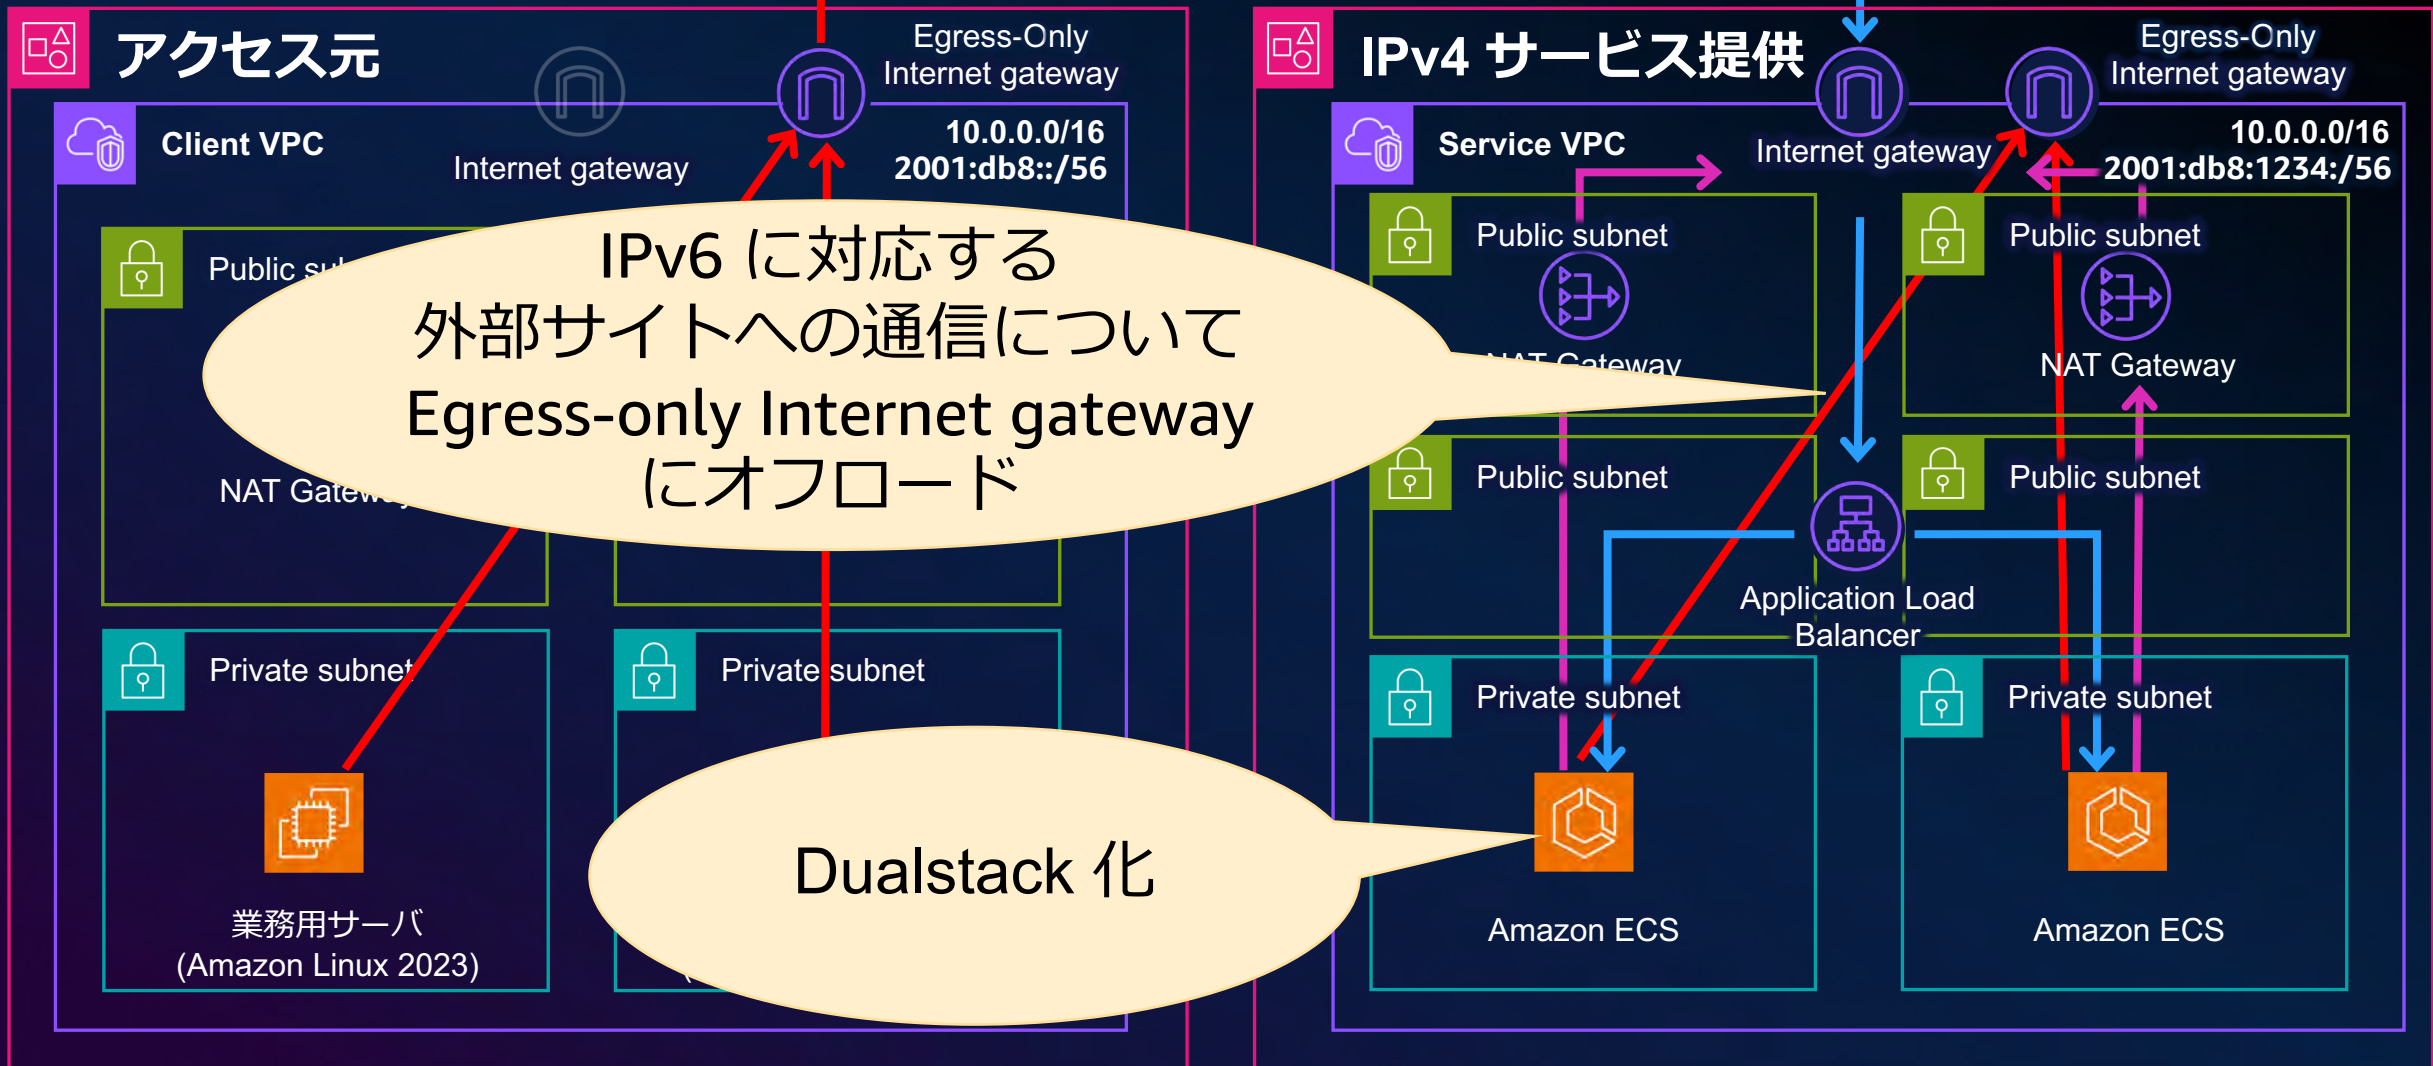 アクセス元
Egress-Only
Internet gateway
Internet gateway
Client VPC
10.0.0.0/16
2001:db8::/56
Public
NAT
Private subnet
Private subnet
業務用サーバ
(Amazon Linux 2023)
IPv6 に対応する
外部サイトへの通信について
Egress-only Internet gateway
にオフロード
Dualstack 化
IPv4 サービス提供
Egress-Only
Internet gateway
Internet gateway
Service VPC
10.0.0.0/16
2001:db8:1234:/56
Public subnet
NAT Gateway
Public subnet
NAT Gateway
Public subnet
Public subnet
Application Load
Balancer
Private subnet
Private subnet
Amazon ECS
Amazon ECS